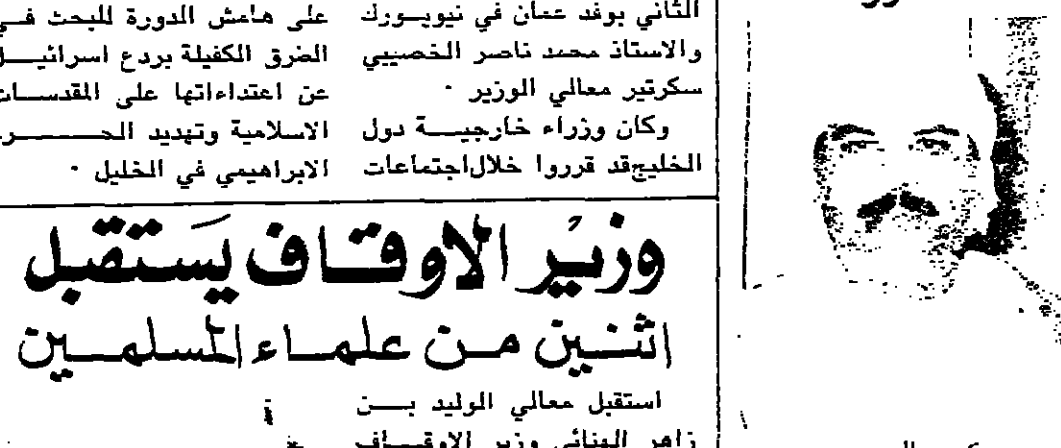 الثاني بوفد عمان في نيويورك
والاستاذ محمد ناصر الخصيبي
سكرتير معالي الوزير ٠
وكان وزراء خارجية دول
الخليج قد قرروا خلال اجتماعات
على هامش الدورة للبحث في
الطرق الكفيلة بردع اسرائيل
عن اعتداءاتها على المقدسات
الاسلامية وتهديد الحرم
الابراهيمي في الخليل ٠
وزير الاوقاف يستقبل
اثنين من علماء المسلمين
استقبل معالي الوليد بن
زاهر الهنائي وزير الاوقاف